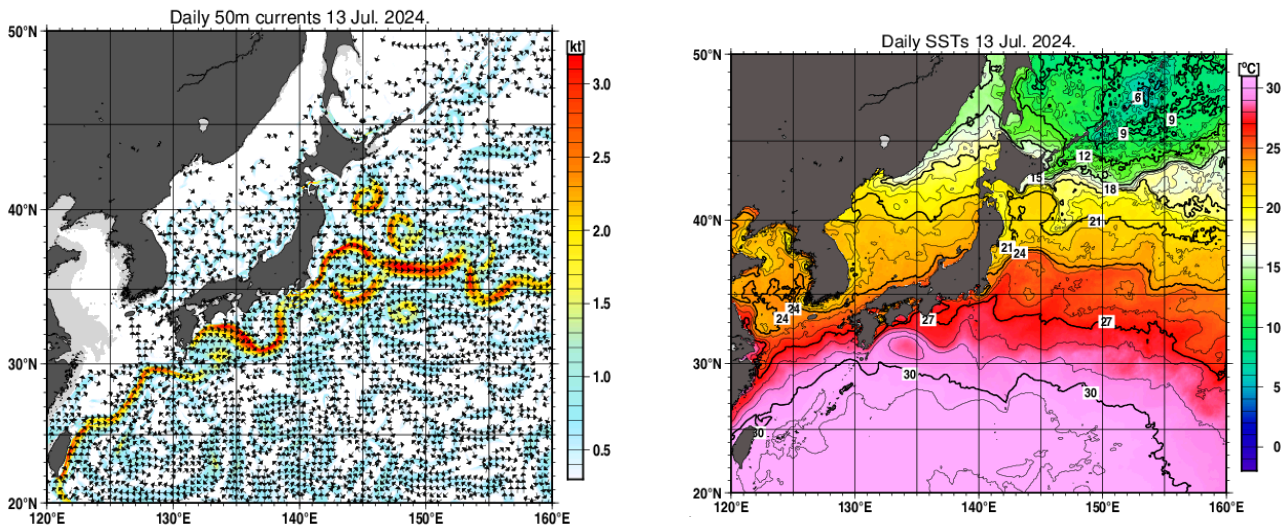 Daily 50m currents 13 Jul. 2024.
50°N
40°N
30°N
20°N
120°E
130°E
140°E
150°E
160°E
[kt]
3.0
2.5
2.0
1.5
1.0
0.5
Daily SSTs 13 Jul. 2024.
50°N
40°N
30°N
20°N
120°E
130°E
140°E
150°E
160°E
6
9
9
12
15
18
21
21
24
24
24
27
27
30
30
30
[°C]
30
25
20
15
10
5
0